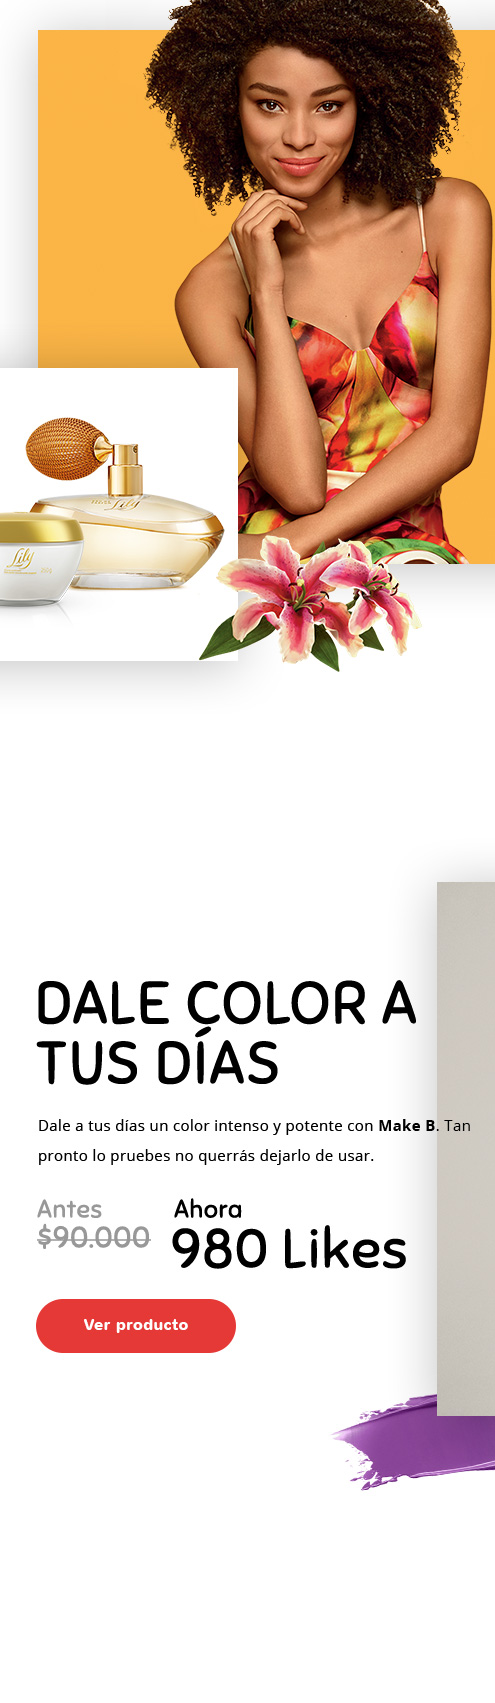 Lily
Lily
DALE COLOR A
TUS DÍAS
Dale a tus días un color intenso y potente con Make B. Tan
pronto lo pruebes no querrás dejarlo de usar.
Antes
Ahora
$90.000
980 Likes
Ver producto